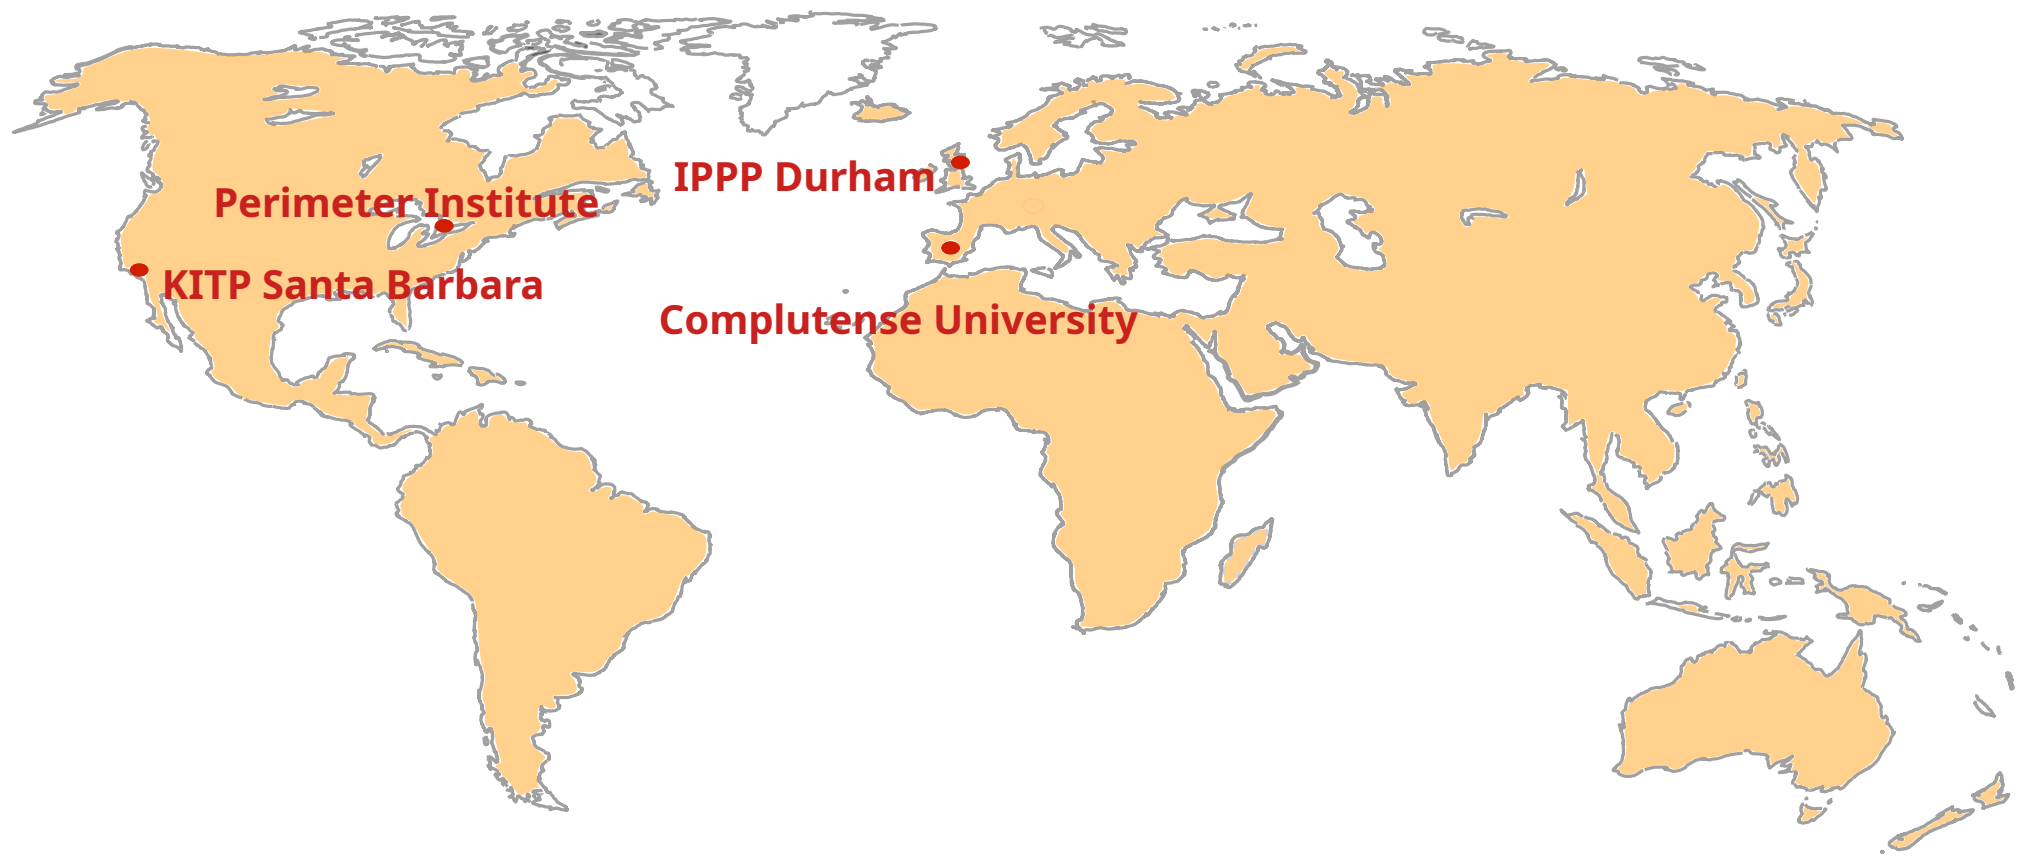 IPPP Durham
Perimeter Institute
KITP Santa Barbara
Complutense University